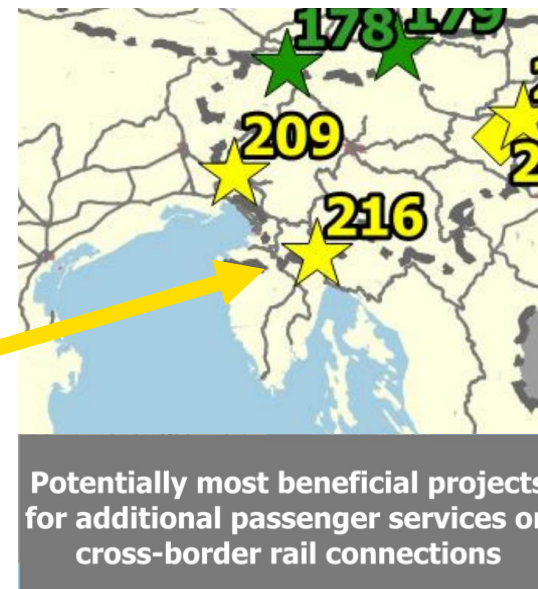 178
179
209
216
Potentially most beneficial projects
for additional passenger services on
cross-border rail connections